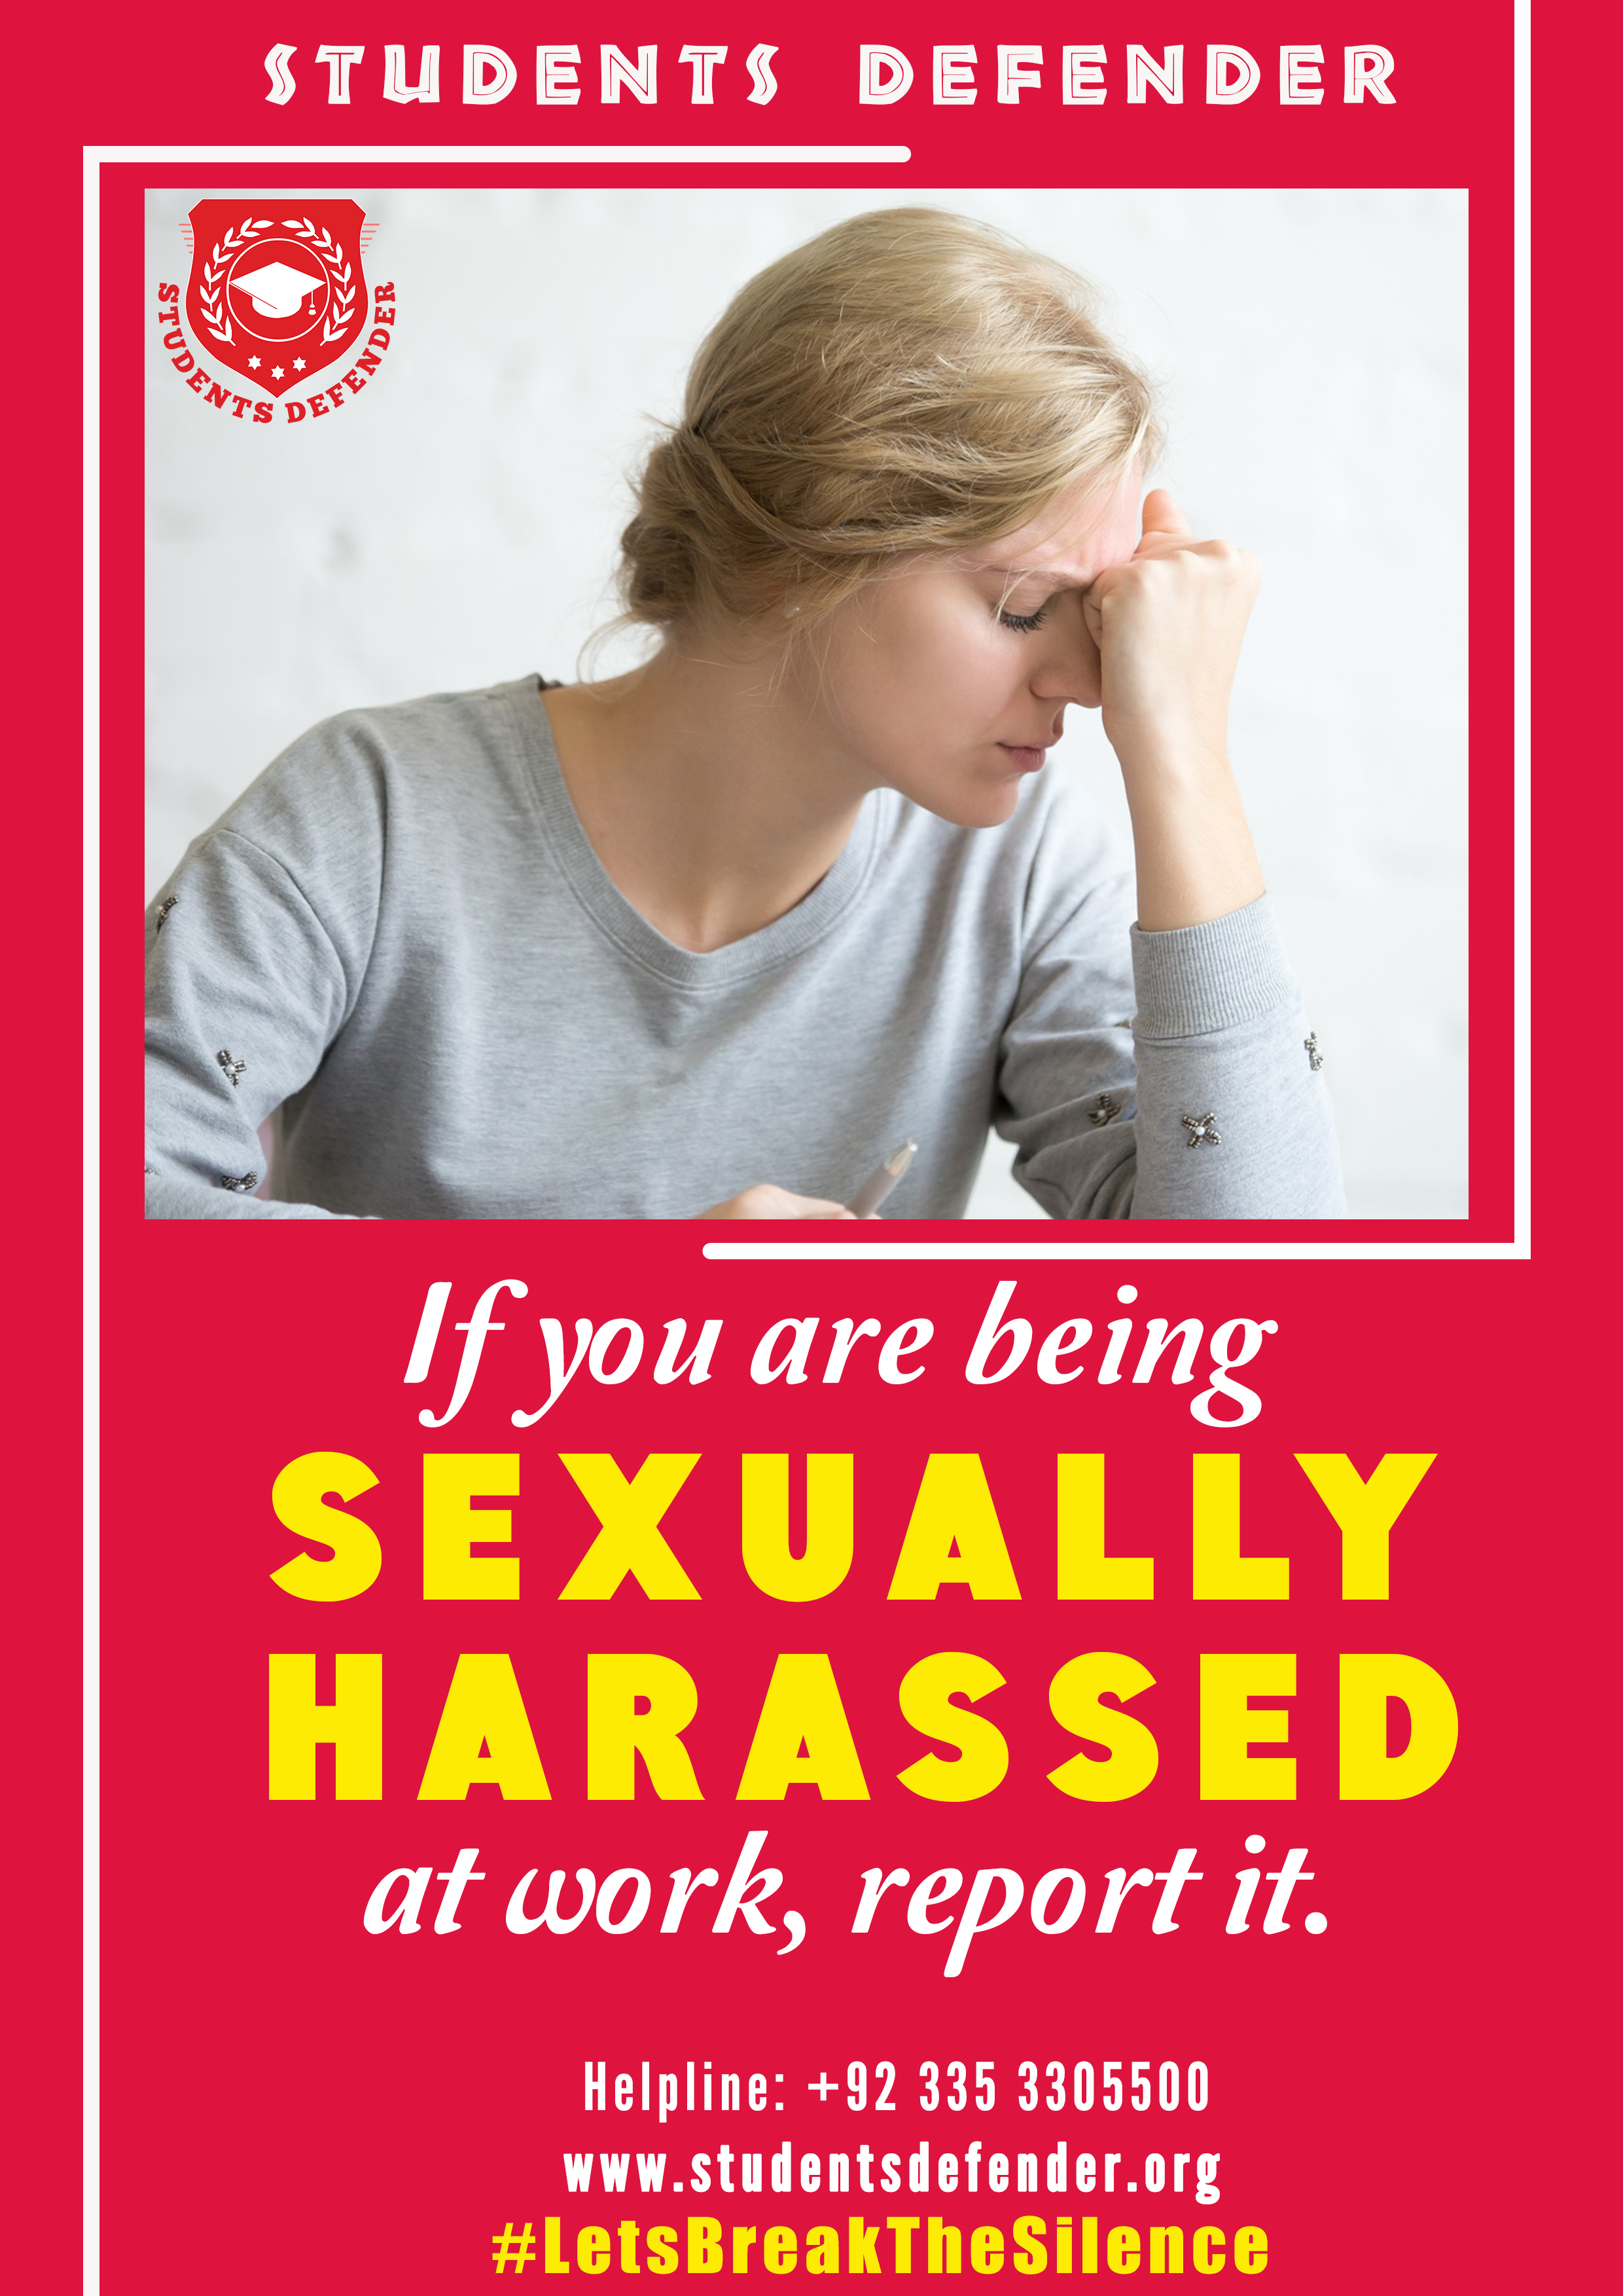 STUDENTS DEFENDER
STUDENTS DEFENDER
If you are being
SEXUALLY
HARASSED
at work, report it.
Helpline: +92 335 3305500
www.studentsdefender.org
#LetsBreakTheSilence